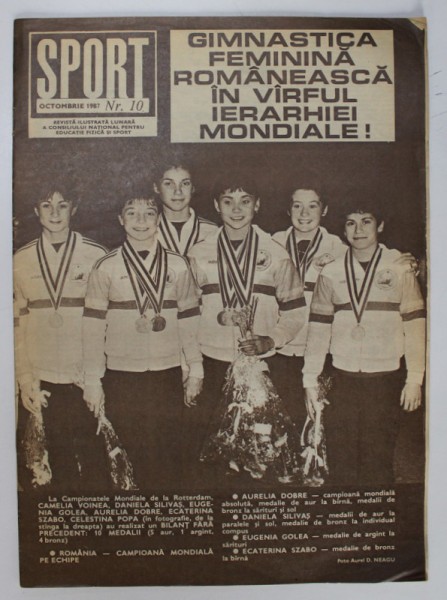 SPORT
OCTOMBRIE 1987 Nr. 10
REVISTĂ ILUSTRATĂ LUNARĂ
A CONSILIULUI NAȚIONAL PENTRU
EDUCAȚIE FIZICĂ ȘI SPORT
GIMNASTICA
FEMININĂ
ROMÂNEASCĂ
ÎN VÎRFUL
IERARHIEI
MONDIALE !
La Campionatele Mondiale de la Rotterdam,
CAMELIA VOINEA, DANIELA SILIVAȘ, EUGE-
NIA GOLEA, AURELIA DOBRE, ECATERINA
SZABO, CELESTINA POPA (în fotografie, de la
stînga la dreapta) au realizat un BILANȚ FĂRĂ
PRECEDENT: 10 MEDALII (5 aur, 1 argint,
4 bronz)
● ROMÂNIA — CAMPIOANĂ MONDIALĂ
PE ECHIPE
● AURELIA DOBRE — campioană mondială
absolută, medalie de aur la bîrnă, medalii de
bronz la sărituri și sol
● DANIELA SILIVAȘ — medalii de aur la
paralele și sol, medalie de bronz la individual
compus
● EUGENIA GOLEA — medalie de argint la
sărituri
● ECATERINA SZABO — medalie de bronz
la bîrnă
Foto Aurel D. NEAGU